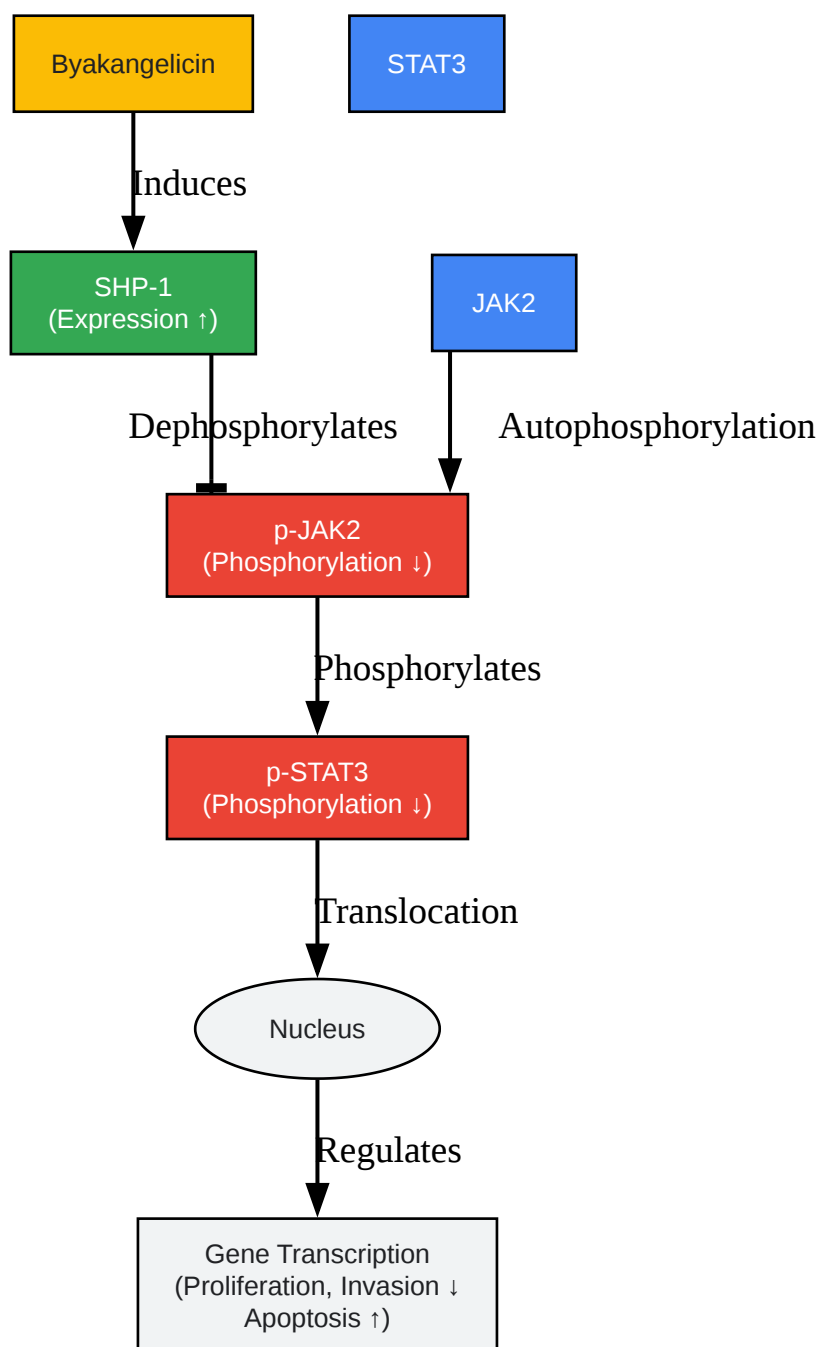 Byakangelicin
STAT3
Induces
SHP-1
(Expression ↑)
JAK2
Dephosphorylates
Autophosphorylation
p-JAK2
(Phosphorylation ↓)
Phosphorylates
p-STAT3
(Phosphorylation ↓)
Translocation
Nucleus
Regulates
Gene Transcription
(Proliferation, Invasion ↓
Apoptosis ↑)